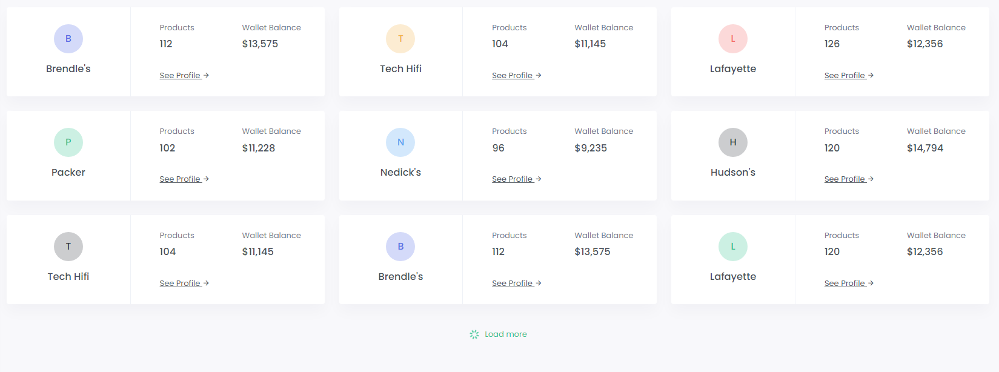 B
Brendle's
Products
112
Wallet Balance
$13,575
See Profile →
T
Tech Hifi
Products
104
Wallet Balance
$11,145
See Profile →
L
Lafayette
Products
126
Wallet Balance
$12,356
See Profile →
P
Packer
Products
102
Wallet Balance
$11,228
See Profile →
N
Nedick's
Products
96
Wallet Balance
$9,235
See Profile →
H
Hudson's
Products
120
Wallet Balance
$14,794
See Profile →
T
Tech Hifi
Products
104
Wallet Balance
$11,145
See Profile →
B
Brendle's
Products
112
Wallet Balance
$13,575
See Profile →
L
Lafayette
Products
120
Wallet Balance
$12,356
See Profile →
Load more